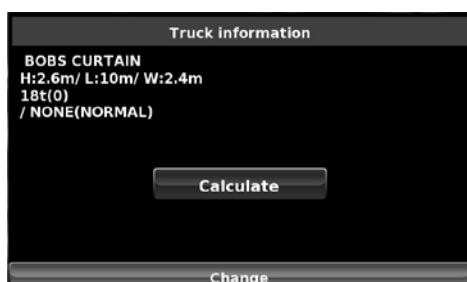 Truck information
BOBS CURTAIN
H:2.6m/ L:10m/ W:2.4m
18t(0)
/ NONE(NORMAL)
Calculate
Change